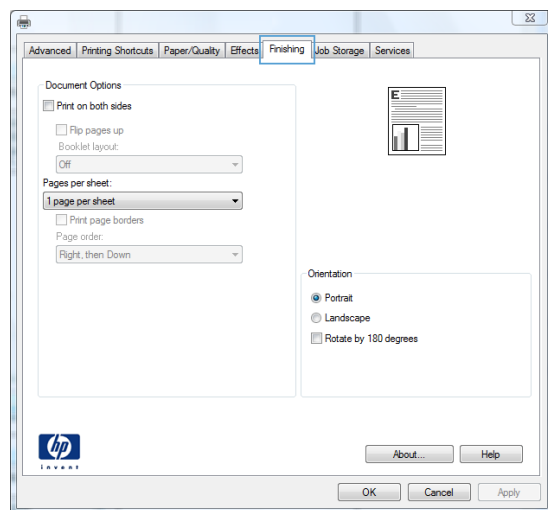 Advanced Printing Shortcuts Paper/Quality Effects Finishing Job Storage Services
Document Options
Print on both sides
Flip pages up
Booklet layout:
Off
Pages per sheet:
1 page per sheet
Print page borders
Page order:
Right, then Down
E
Orientation
Portrait
Landscape
Rotate by 180 degrees
hp
invent
About... Help
OK Cancel Apply